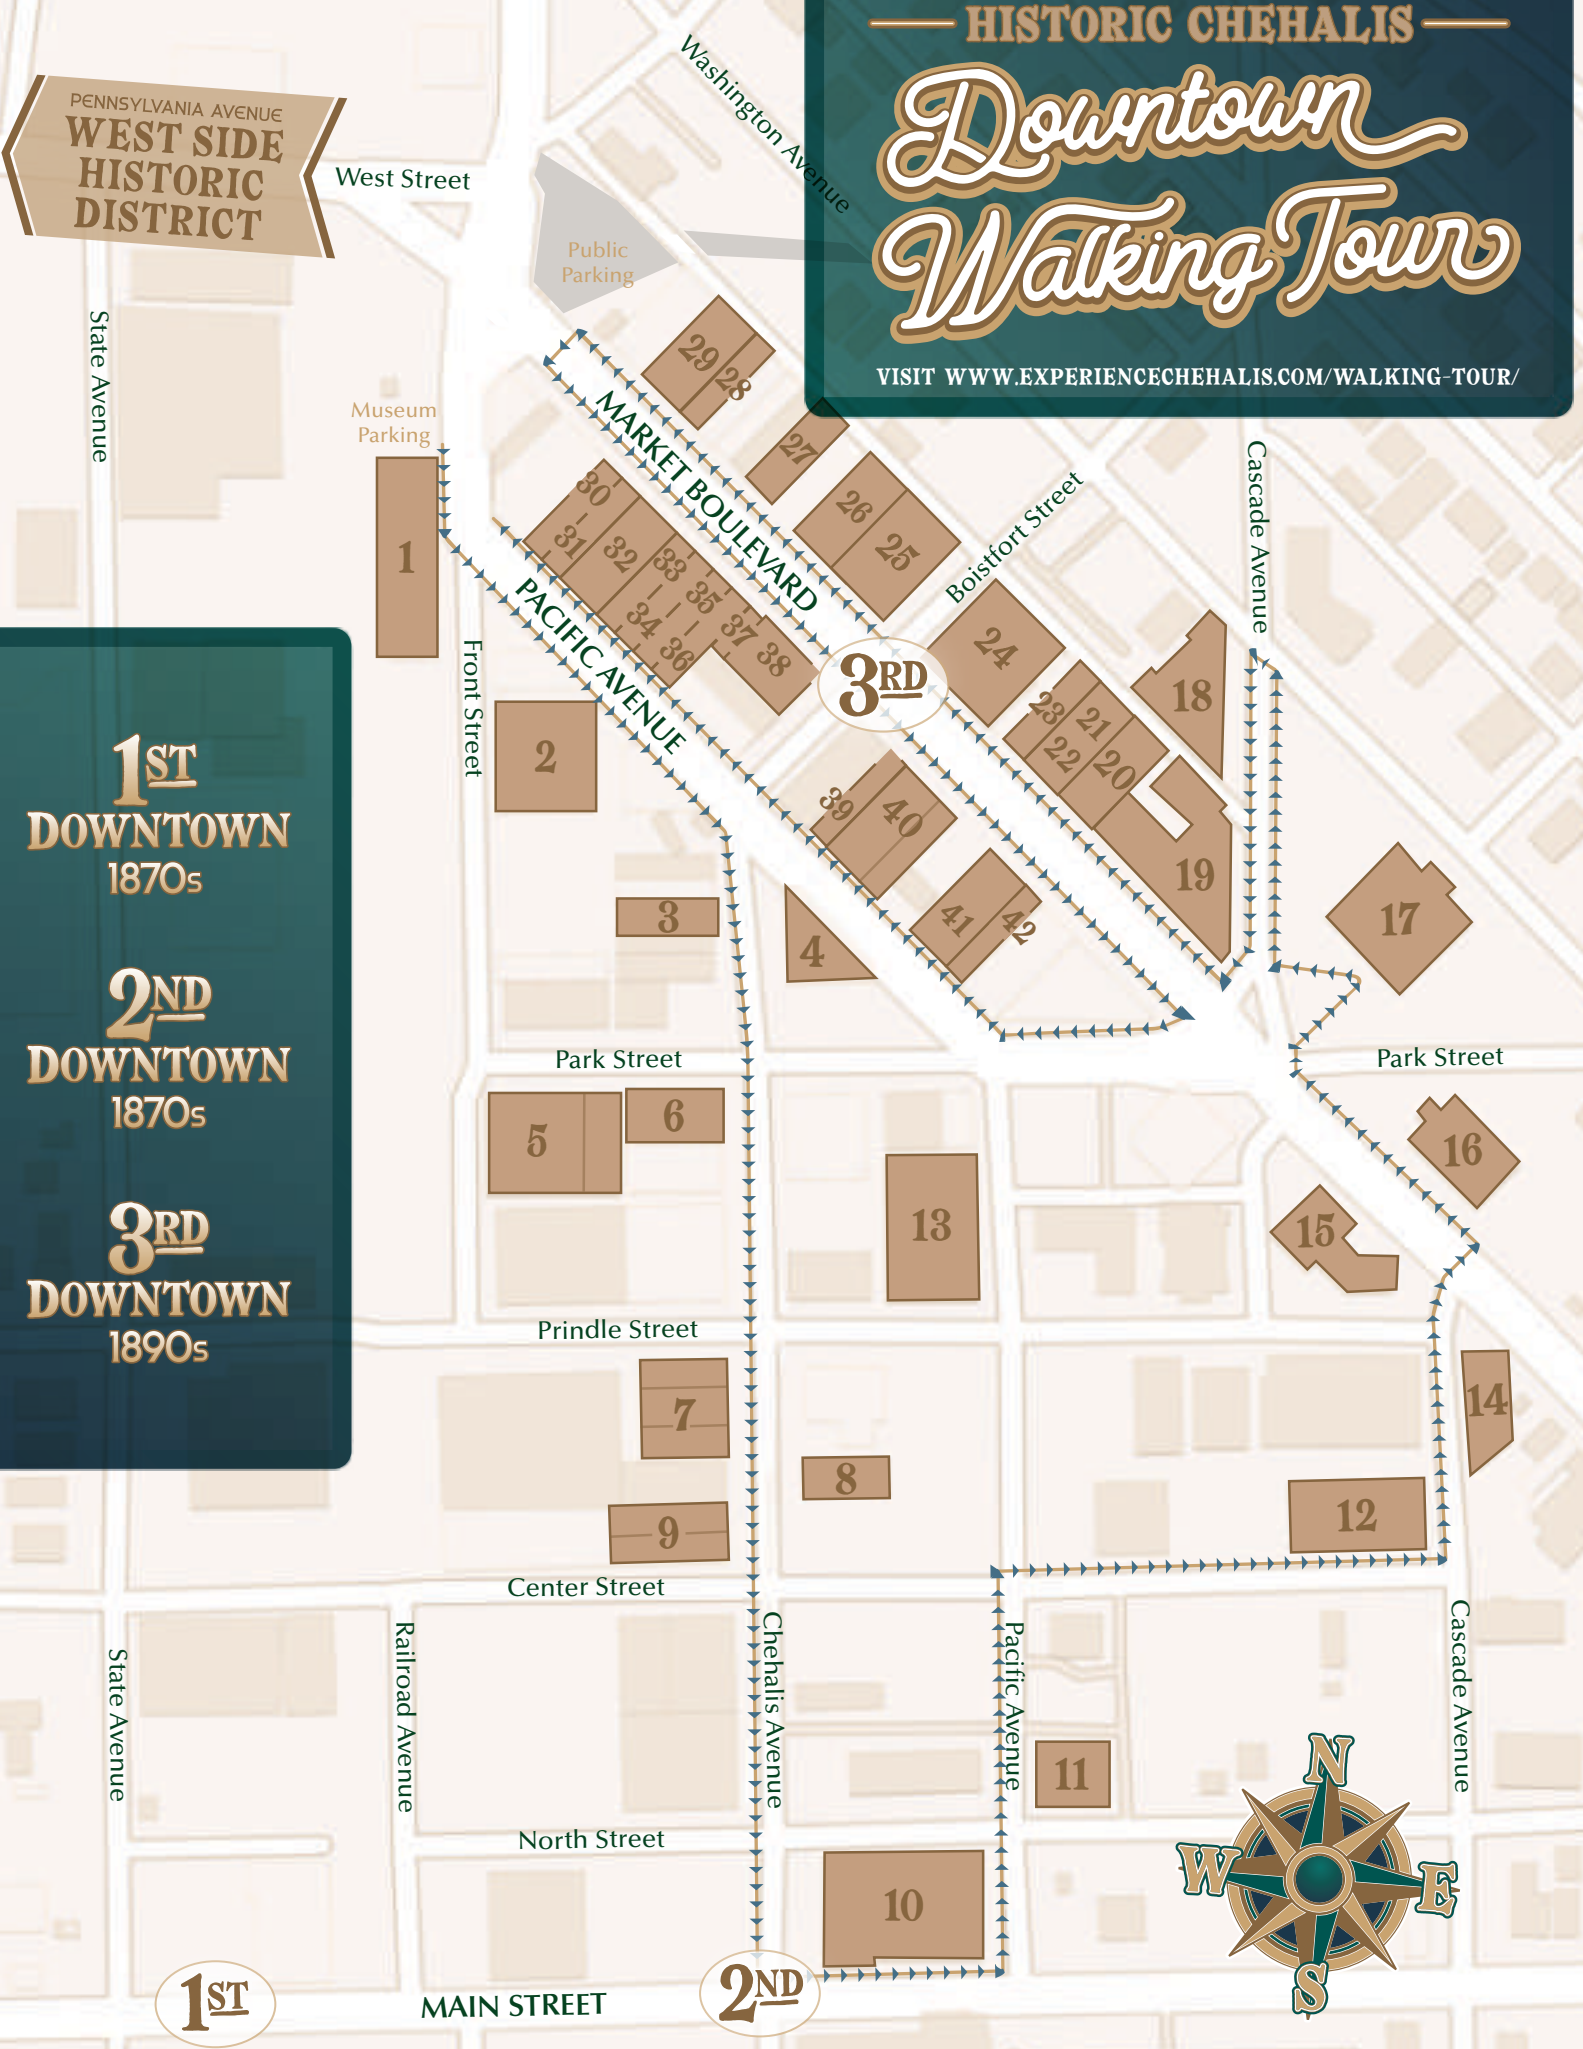 HISTORIC CHEHALIS
Downtown
Walking Tour
VISIT WWW.EXPERIENCECHEHALIS.COM/WALKING-TOUR/
PENNSYLVANIA AVENUE
WEST SIDE
HISTORIC
DISTRICT
West Street
Washington Avenue
Public
Parking
State Avenue
Museum
Parking
29
28
27
MARKET BOULEVARD
26
25
30
31
32
33
34
35
36
37
38
1
PACIFIC AVENUE
Boistfort Street
Cascade Avenue
Front Street
3RD
24
23
22
21
20
18
19
2
39
40
41
42
17
3
4
1ST
DOWNTOWN
1870s
2ND
DOWNTOWN
1870s
3RD
DOWNTOWN
1890s
Park Street
Park Street
5
6
16
13
15
Prindle Street
7
14
8
9
12
Center Street
State Avenue
Railroad Avenue
Chehalis Avenue
Pacific Avenue
Cascade Avenue
11
North Street
10
N
W
E
S
1ST
MAIN STREET
2ND